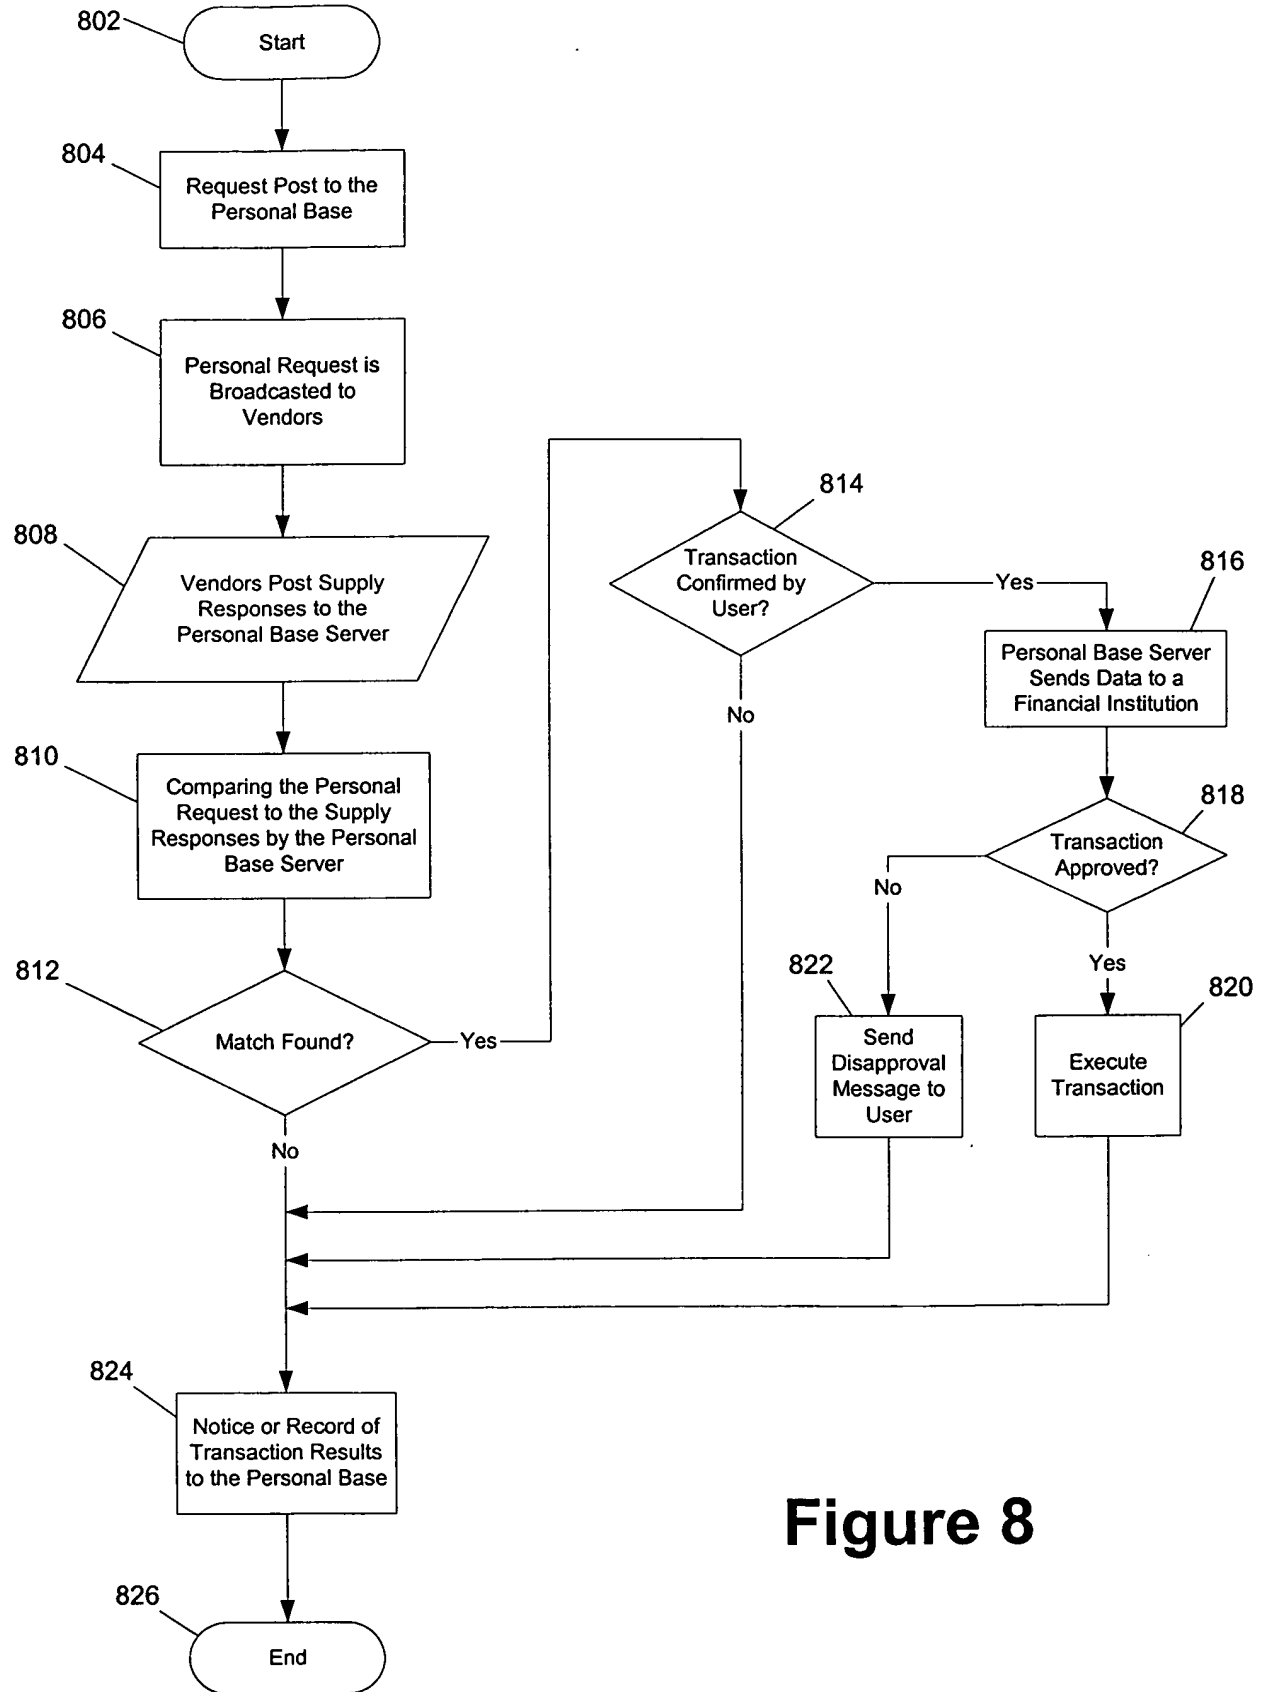 802
Start
804
Request Post to the
Personal Base
806
Personal Request is
Broadcasted to
Vendors
808
Vendors Post Supply
Responses to the
Personal Base Server
810
Comparing the Personal
Request to the Supply
Responses by the Personal
Base Server
812
Match Found?
Yes
No
814
Transaction
Confirmed by
User?
Yes
No
816
Personal Base Server
Sends Data to a
Financial Institution
818
Transaction
Approved?
No
Yes
822
Send
Disapproval
Message to
User
820
Execute
Transaction
824
Notice or Record of
Transaction Results
to the Personal Base
826
End
Figure 8